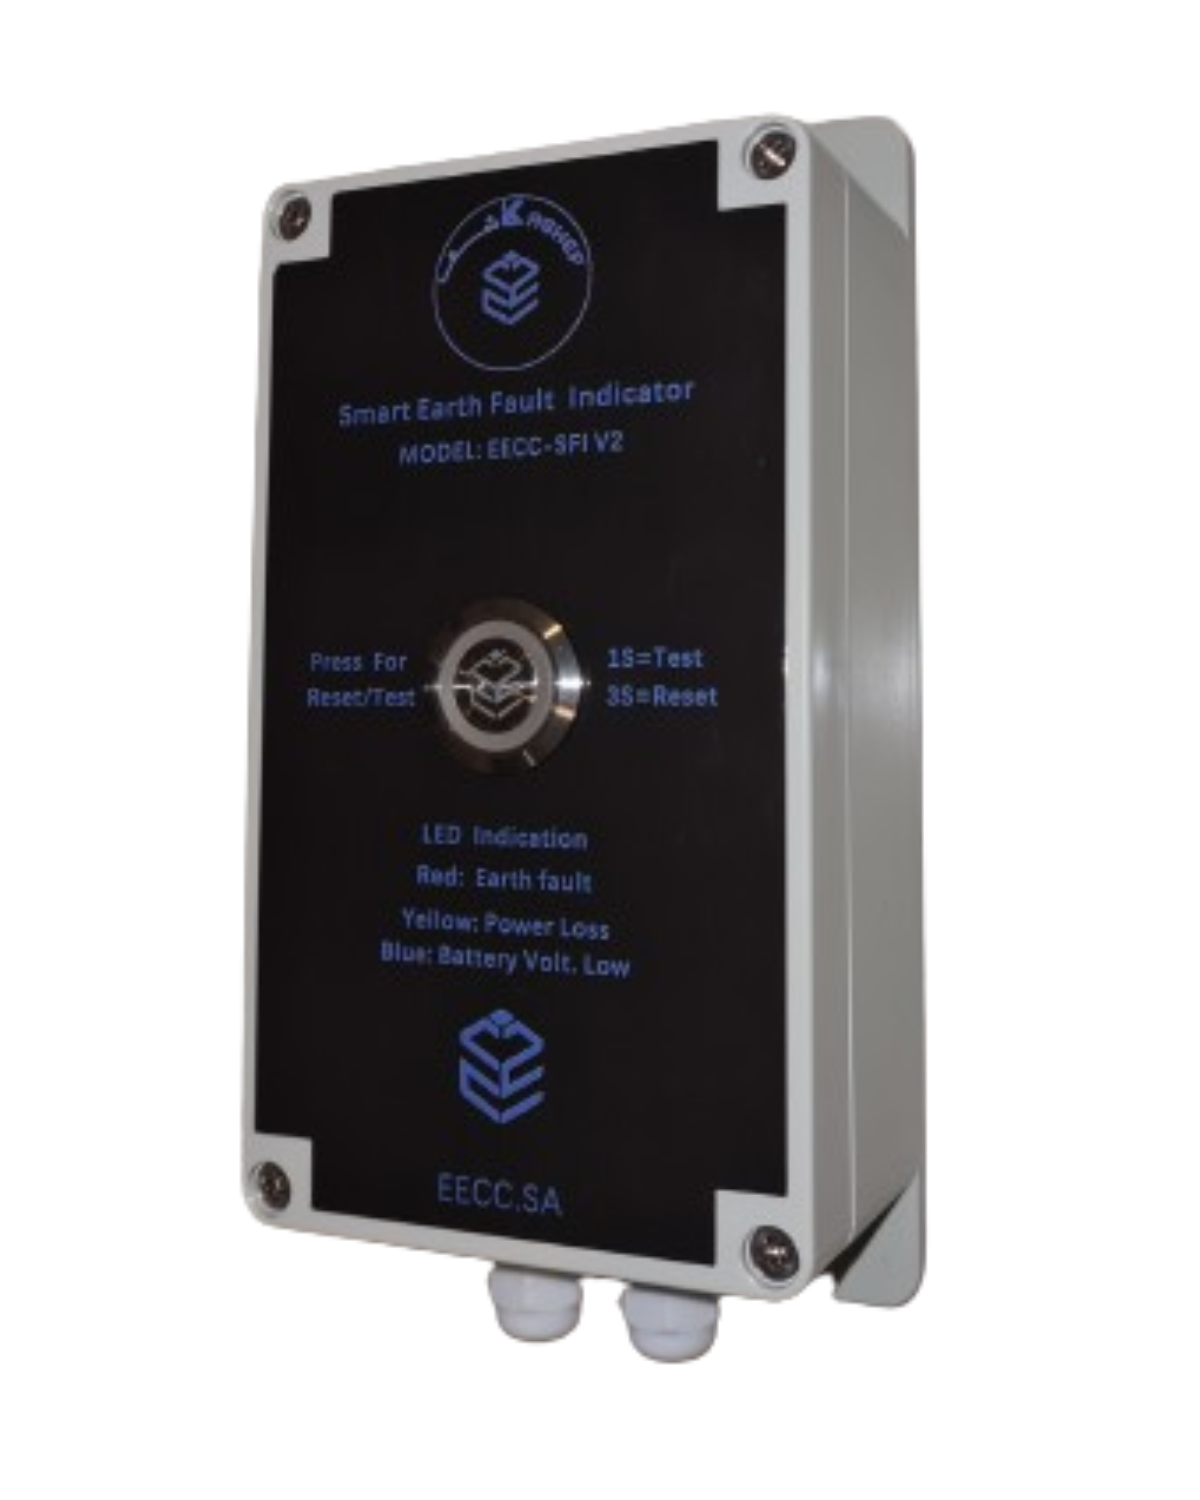 KASHEP
Smart Earth Fault Indicator
MODEL: EECC-SFI V2
Press For
Reset/Test
1S=Test
3S=Reset
LED Indication
Red: Earth fault
Yellow: Power Loss
Blue: Battery Volt. Low
EECC.SA